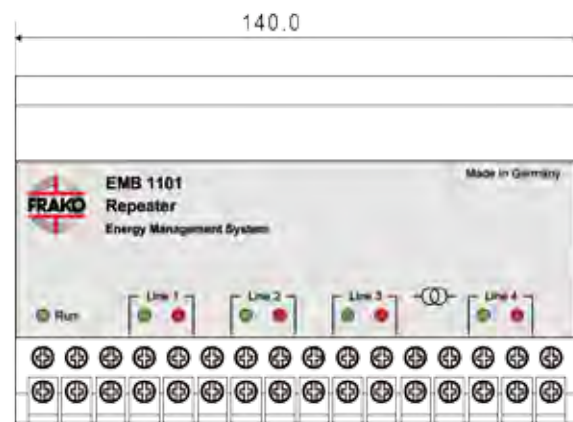 140.0
Made in Germany
EMB 1101
FRAKO
Repeater
Energy Management System
Line 1
Line 2
Line 3
Line 4
Run